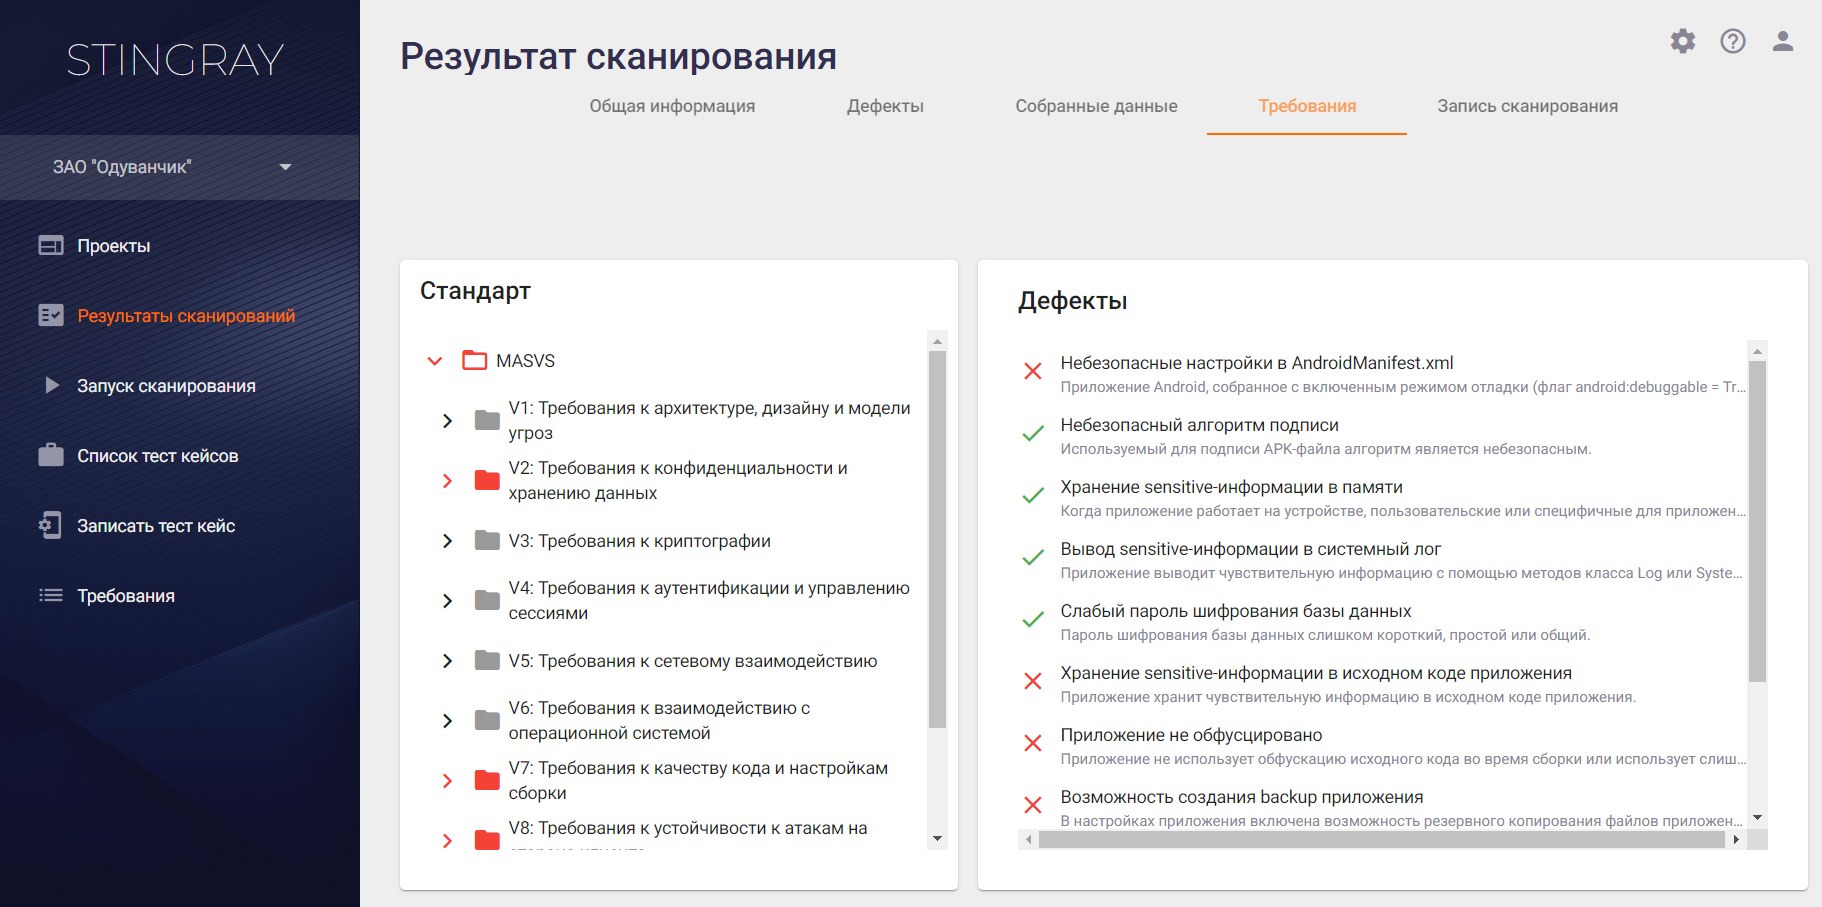 STINGRAY
ЗАО "Одуванчик"
Проекты
Результаты сканирований
Запуск сканирования
Список тест кейсов
Записать тест кейс
Требования
Результат сканирования
Общая информация
Дефекты
Собранные данные
Требования
Запись сканирования
Стандарт
MASVS
V1: Требования к архитектуре, дизайну и модели
угроз
V2: Требования к конфиденциальности и
хранению данных
V3: Требования к криптографии
V4: Требования к аутентификации и управлению
сессиями
V5: Требования к сетевому взаимодействию
V6: Требования к взаимодействию с
операционной системой
V7: Требования к качеству кода и настройкам
сборки
V8: Требования к устойчивости к атакам на
Дефекты
Небезопасные настройки в AndroidManifest.xml
Приложение Android, собранное с включенным режимом отладки (флаг android:debuggable = Tr...
Небезопасный алгоритм подписи
Используемый для подписи APK-файла алгоритм является небезопасным.
Хранение sensitive-информации в памяти
Когда приложение работает на устройстве, пользовательские или специфичные для приложен...
Вывод sensitive-информации в системный лог
Приложение выводит чувствительную информацию с помощью методов класса Log или Syste...
Слабый пароль шифрования базы данных
Пароль шифрования базы данных слишком короткий, простой или общий.
Хранение sensitive-информации в исходном коде приложения
Приложение хранит чувствительную информацию в исходном коде приложения.
Приложение не обфусцировано
Приложение не использует обфускацию исходного кода во время сборки или использует слиш...
Возможность создания backup приложения
В настройках приложения включена возможность резервного копирования файлов приложен...